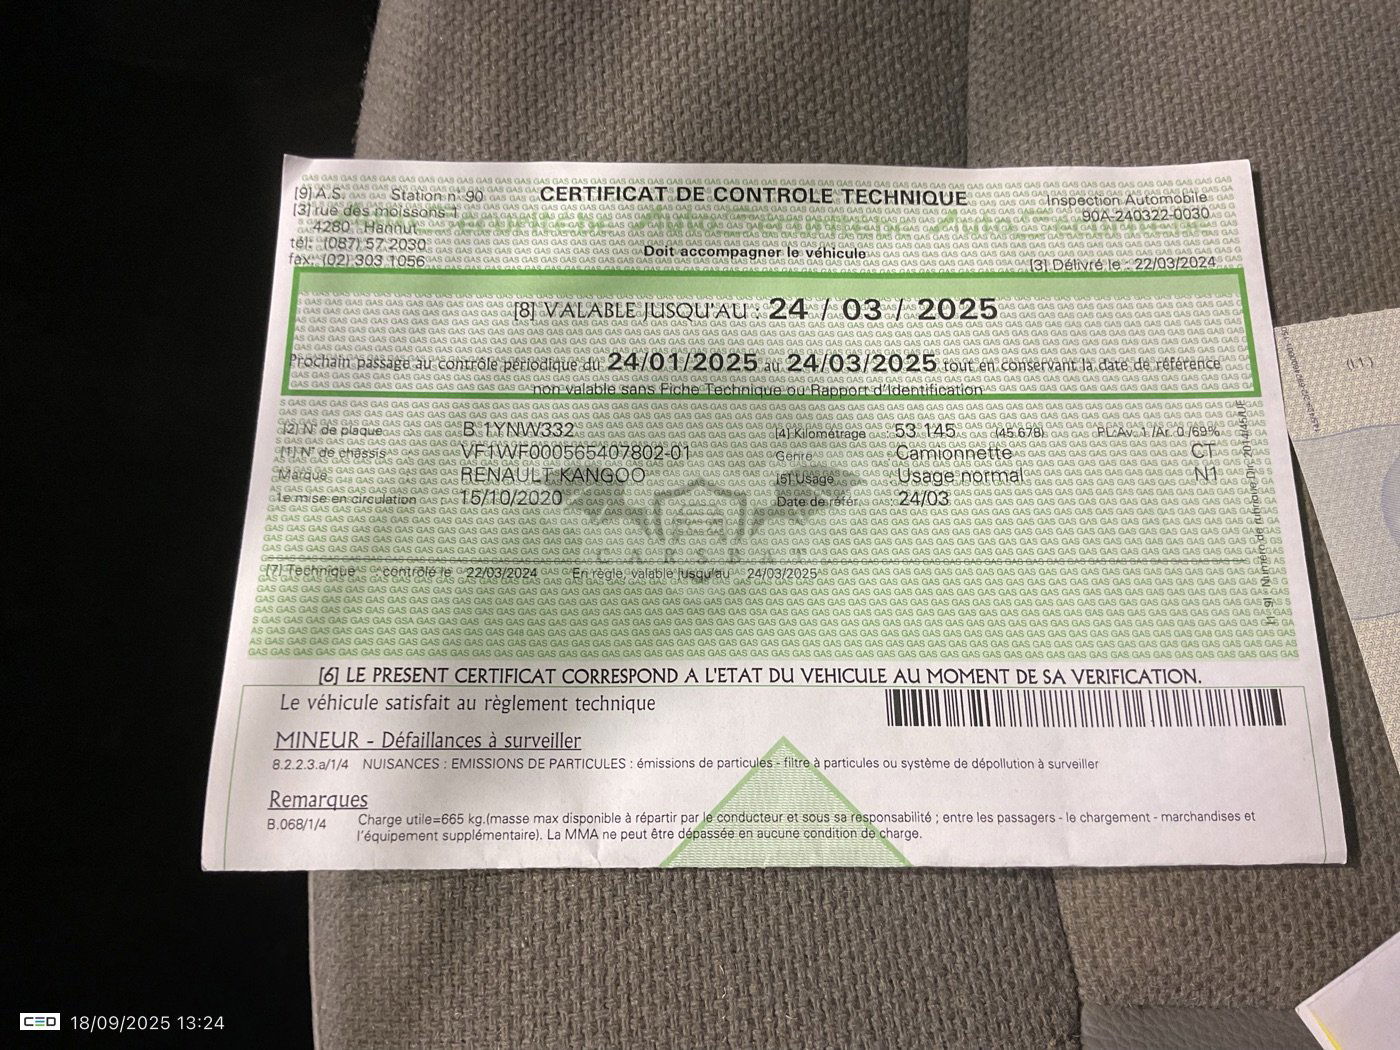 [9] A.S. Station n° 90
CERTIFICAT DE CONTROLE TECHNIQUE
Inspection Automobile
[3] rue des moissons 1
90A-240322-0030
4280 Hannut
tél: (087) 57 2030
Doit accompagner le véhicule
fax: (02) 303 1056
[3] Délivré le : 22/03/2024
[8] VALABLE JUSQU'AU : 24 / 03 / 2025
Prochain passage au contrôle périodique du 24/01/2025 au 24/03/2025 tout en conservant la date de référence
non valable sans Fiche Technique ou Rapport d'Identification
[2] N° de plaque B 1YNW332 [4] Kilométrage : 53 145 (45.678) PL:Av. 1 /Ar. 0 /69%
[1] N° de châssis VF1WF000565407802-01 Genre : Camionnette CT
Marque RENAULT KANGOO [5] Usage : Usage normal N1
1e mise en circulation 15/10/2020 Date de référ. : 24/03
CARSDAT
[7] Technique contrôlé le 22/03/2024 En règle, valable jusqu'au 24/03/2025
[6] LE PRESENT CERTIFICAT CORRESPOND A L'ETAT DU VEHICULE AU MOMENT DE SA VERIFICATION.
Le véhicule satisfait au règlement technique
MINEUR - Défaillances à surveiller
8.2.2.3.a/1/4 NUISANCES : EMISSIONS DE PARTICULES : émissions de particules - filtre à particules ou système de dépollution à surveiller
Remarques
B.068/1/4 Charge utile=665 kg.(masse max disponible à répartir par le conducteur et sous sa responsabilité ; entre les passagers - le chargement - marchandises et
l'équipement supplémentaire). La MMA ne peut être dépassée en aucune condition de charge.
(11)
CED 18/09/2025 13:24